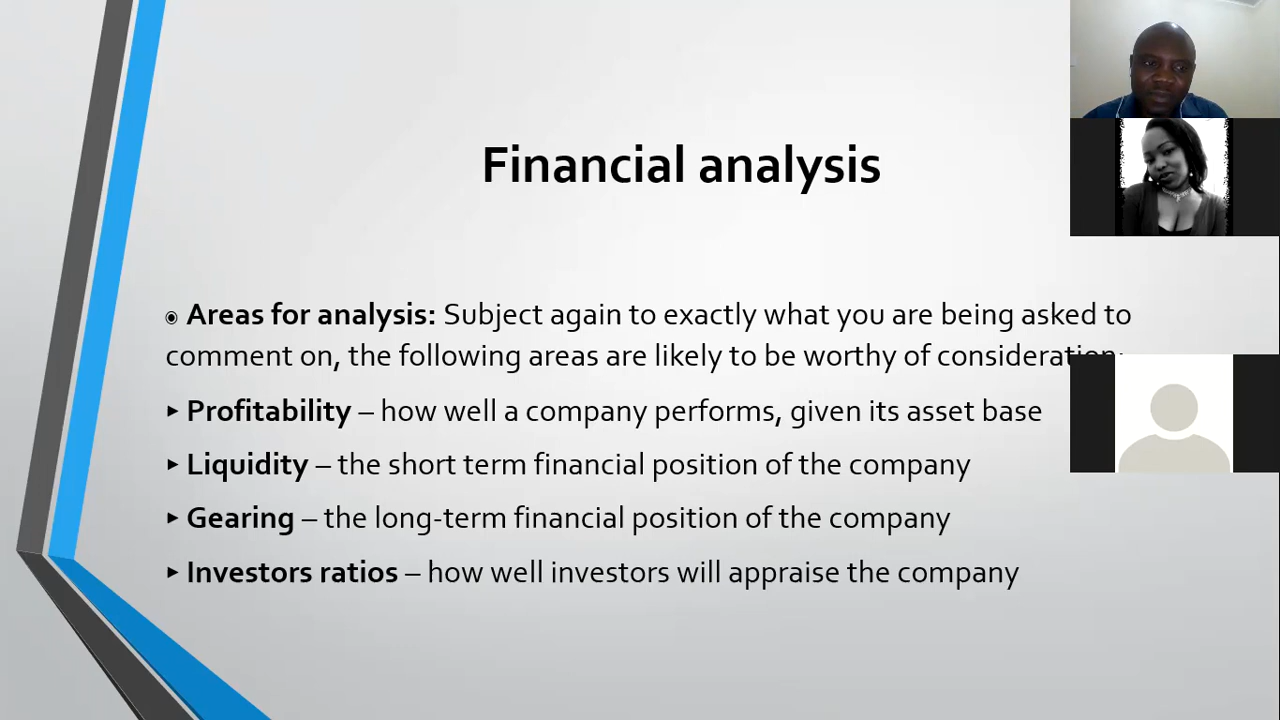 Financial analysis
Areas for analysis: Subject again to exactly what you are being asked to
comment on, the following areas are likely to be worthy of consideration:
Profitability – how well a company performs, given its asset base
Liquidity – the short term financial position of the company
Gearing – the long-term financial position of the company
Investors ratios – how well investors will appraise the company